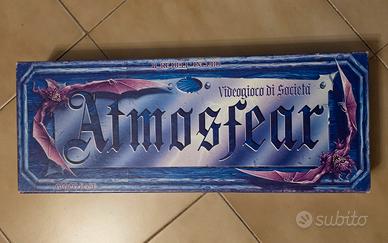 Videogioco di Società
Atmosfear
subito